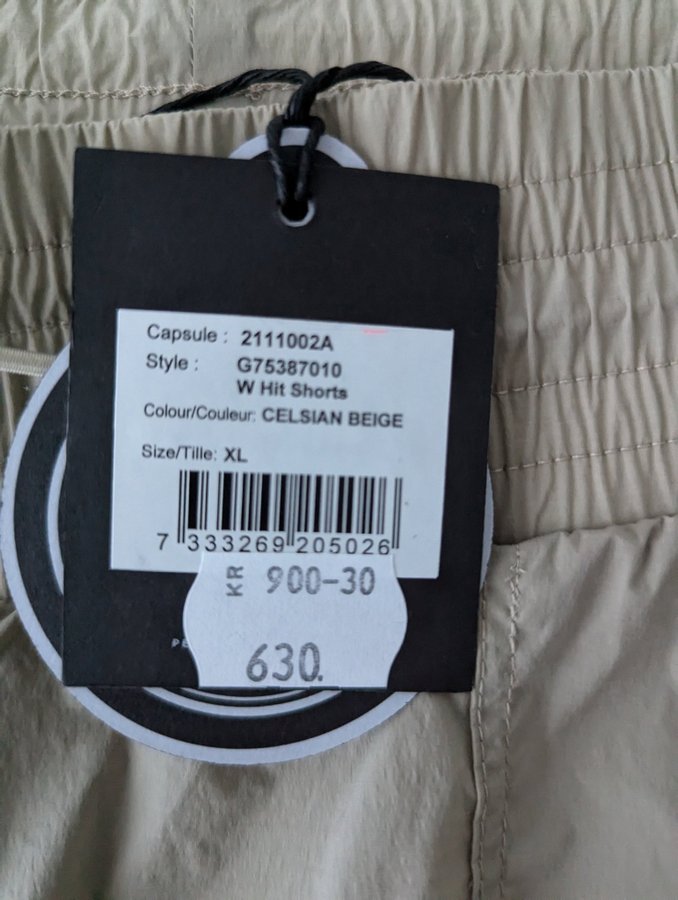 Capsule : 2111002A
Style : G75387010
W Hit Shorts
Colour/Couleur: CELSIAN BEIGE
Size/Tille: XL
7 333269 205026
KR 900-30
630.